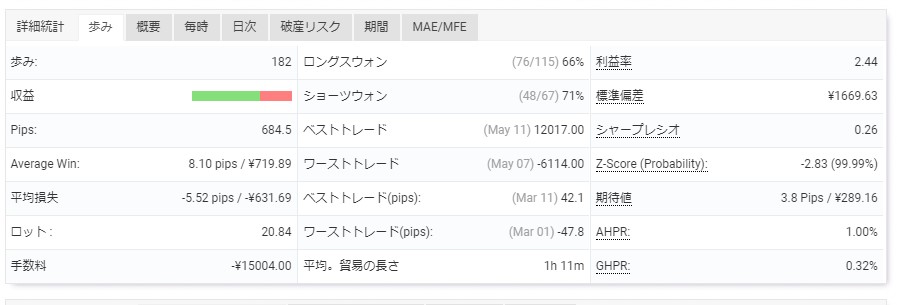 詳細統計 歩み 概要 毎時 日次 破産リスク 期間 MAE/MFE
歩み: 182 ロングスウォン (76/115) 66% 利益率 2.44
収益 ショーツウォン (48/67) 71% 標準偏差 ¥1669.63
Pips: 684.5 ベストトレード (May 11) 12017.00 シャープレシオ 0.26
Average Win: 8.10 pips / ¥719.89 ワーストトレード (May 07) -6114.00 Z-Score (Probability): -2.83 (99.99%)
平均損失 -5.52 pips / -¥631.69 ベストトレード(pips): (Mar 11) 42.1 期待値 3.8 Pips / ¥289.16
ロット : 20.84 ワーストトレード(pips): (Mar 01) -47.8 AHPR: 1.00%
手数料 -¥15004.00 平均。貿易の長さ 1h 11m GHPR: 0.32%